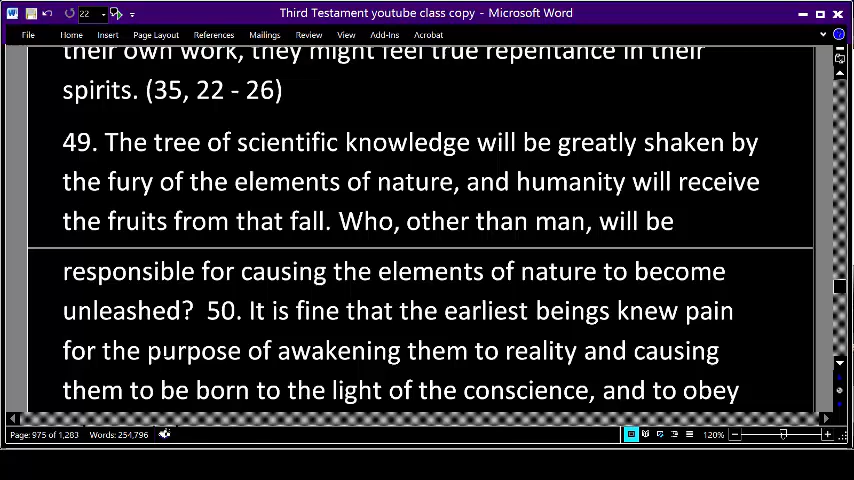 22
Third Testament youtube class copy - Microsoft Word
File Home Insert Page Layout References Mailings Review View Add-Ins Acrobat
their own work, they might feel true repentance in their
spirits. (35, 22 - 26)
49. The tree of scientific knowledge will be greatly shaken by
the fury of the elements of nature, and humanity will receive
the fruits from that fall. Who, other than man, will be
responsible for causing the elements of nature to become
unleashed?  50. It is fine that the earliest beings knew pain
for the purpose of awakening them to reality and causing
them to be born to the light of the conscience, and to obey
Page: 975 of 1,283 Words: 254,796 120%